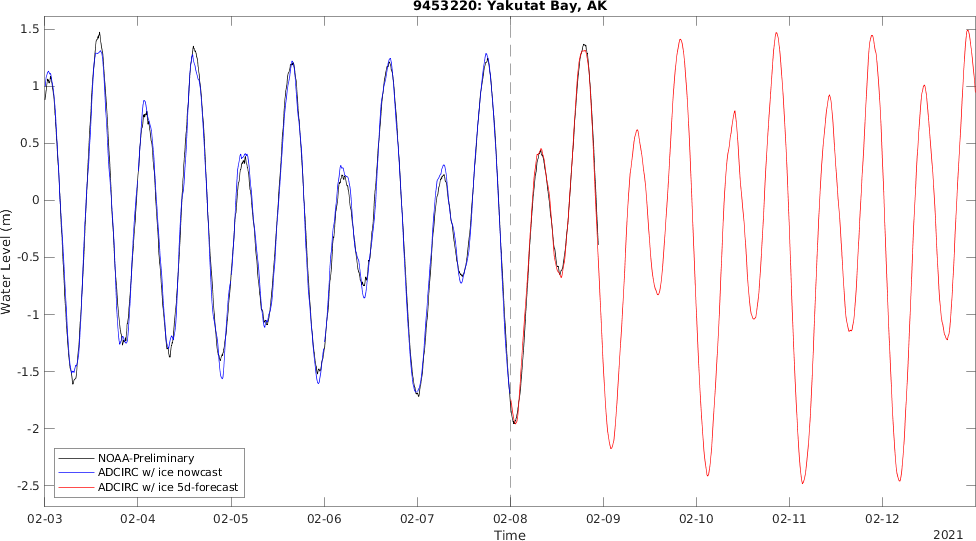 9453220: Yakutat Bay, AK
1.5
1
0.5
0
-0.5
-1
-1.5
-2
-2.5
Water Level (m)
NOAA-Preliminary
ADCIRC w/ ice nowcast
ADCIRC w/ ice 5d-forecast
02-03 02-04 02-05 02-06 02-07 02-08 02-09 02-10 02-11 02-12
Time
2021